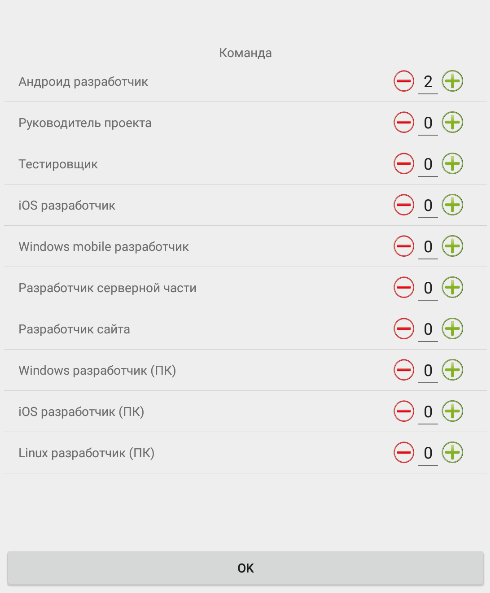 Команда
Андроид разработчик 2
Руководитель проекта 0
Тестировщик 0
iOS разработчик 0
Windows mobile разработчик 0
Разработчик серверной части 0
Разработчик сайта 0
Windows разработчик (ПК) 0
iOS разработчик (ПК) 0
Linux разработчик (ПК) 0
OK